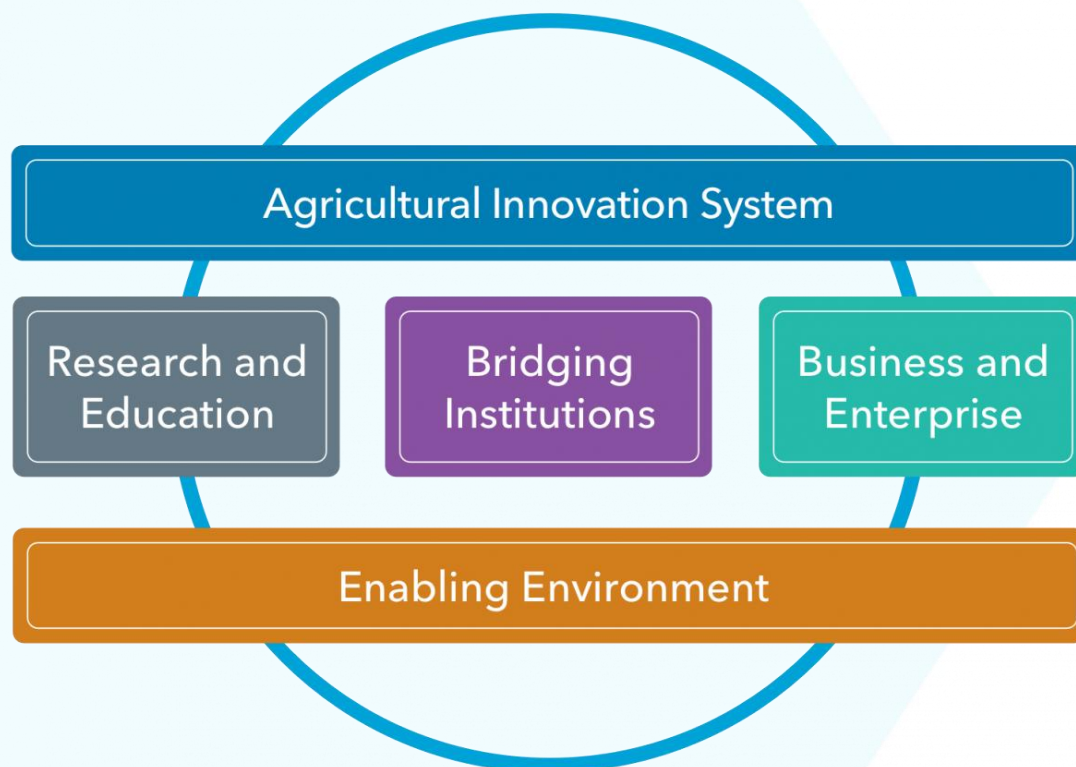 Agricultural Innovation System
Research and
Education
Bridging
Institutions
Business and
Enterprise
Enabling Environment